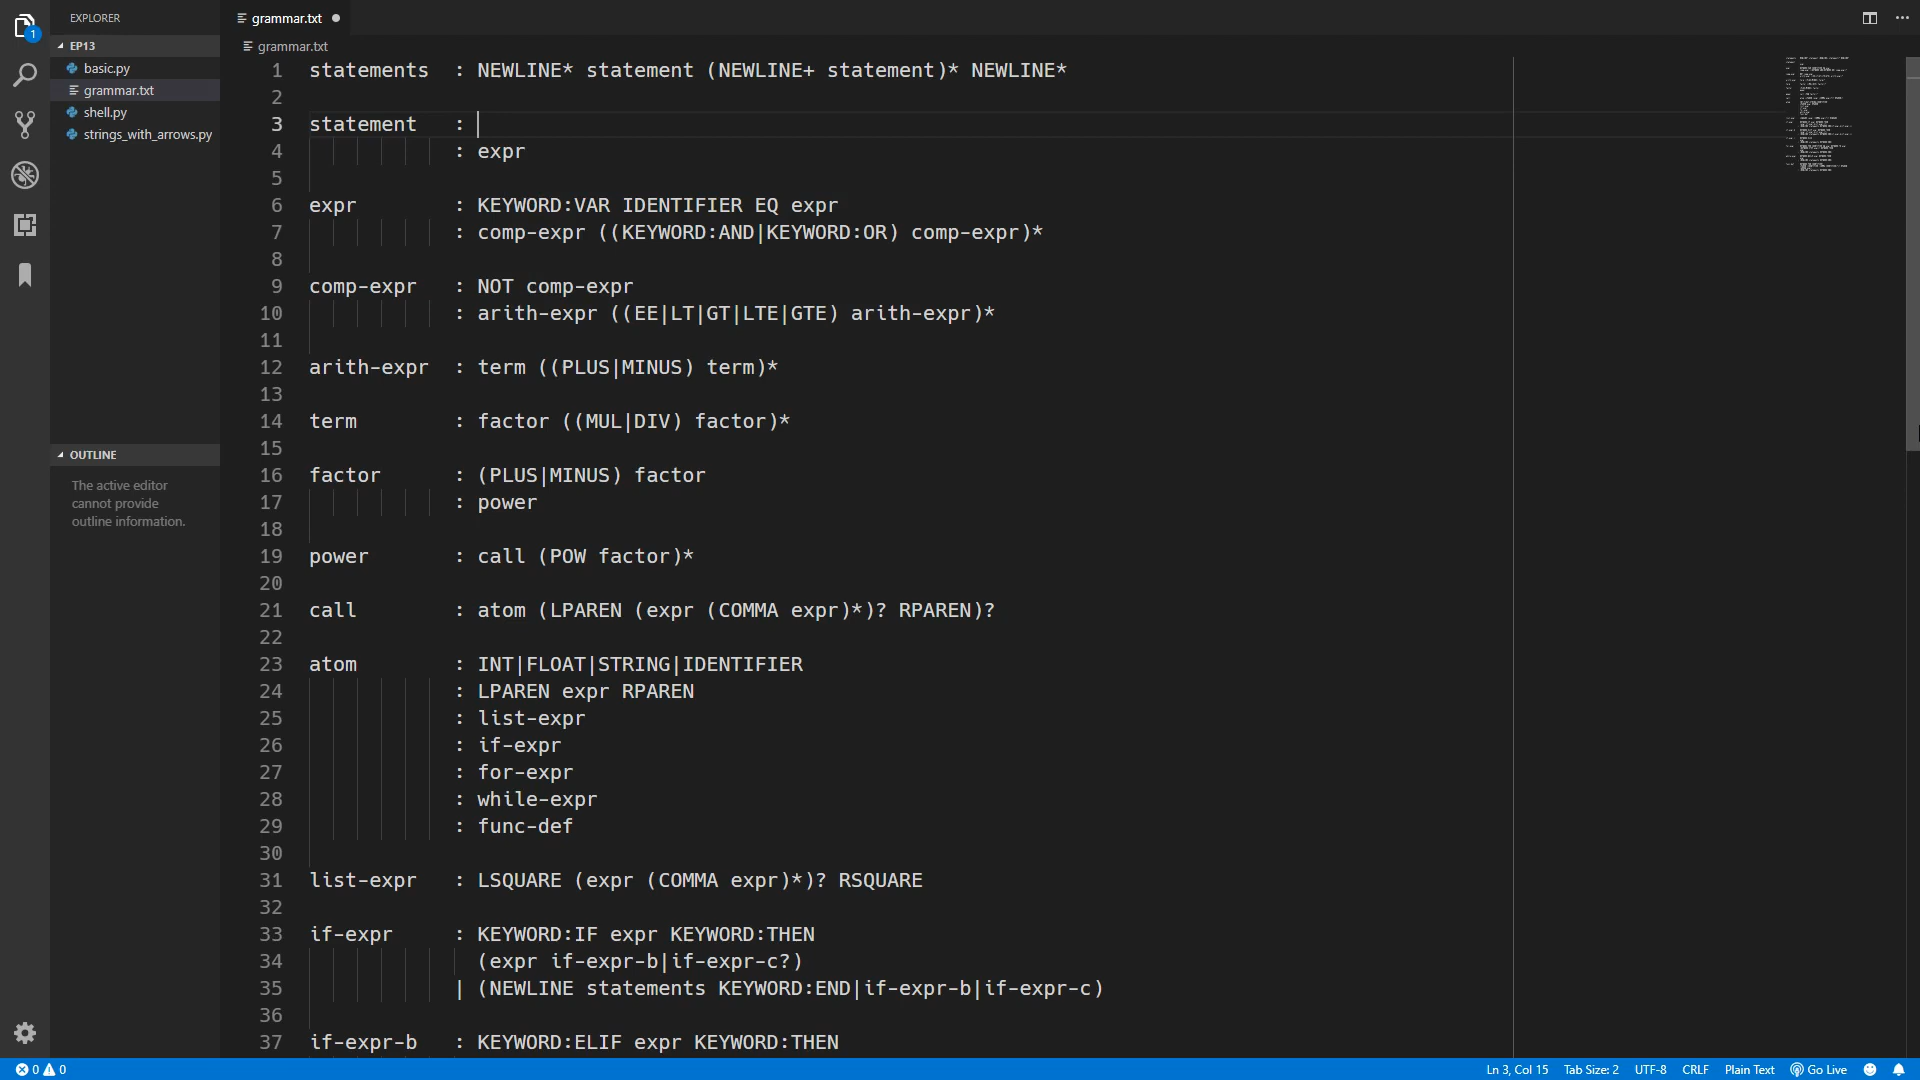 EXPLORER
grammar.txt
1
EP13
grammar.txt
basic.py
grammar.txt
shell.py
strings_with_arrows.py
1 statements : NEWLINE* statement (NEWLINE+ statement)* NEWLINE*
2
3 statement :
4 : expr
5
6 expr : KEYWORD:VAR IDENTIFIER EQ expr
7 : comp-expr ((KEYWORD:AND|KEYWORD:OR) comp-expr)*
8
9 comp-expr : NOT comp-expr
10 : arith-expr ((EE|LT|GT|LTE|GTE) arith-expr)*
11
12 arith-expr : term ((PLUS|MINUS) term)*
13
14 term : factor ((MUL|DIV) factor)*
15
16 factor : (PLUS|MINUS) factor
17 : power
18
19 power : call (POW factor)*
20
21 call : atom (LPAREN (expr (COMMA expr)*)? RPAREN)?
22
23 atom : INT|FLOAT|STRING|IDENTIFIER
24 : LPAREN expr RPAREN
25 : list-expr
26 : if-expr
27 : for-expr
28 : while-expr
29 : func-def
30
31 list-expr : LSQUARE (expr (COMMA expr)*)? RSQUARE
32
33 if-expr : KEYWORD:IF expr KEYWORD:THEN
34 (expr if-expr-b|if-expr-c?)
35 | (NEWLINE statements KEYWORD:END|if-expr-b|if-expr-c)
36
37 if-expr-b : KEYWORD:ELIF expr KEYWORD:THEN
OUTLINE
The active editor
cannot provide
outline information.
0 0
Ln 3, Col 15 Tab Size: 2 UTF-8 CRLF Plain Text Go Live